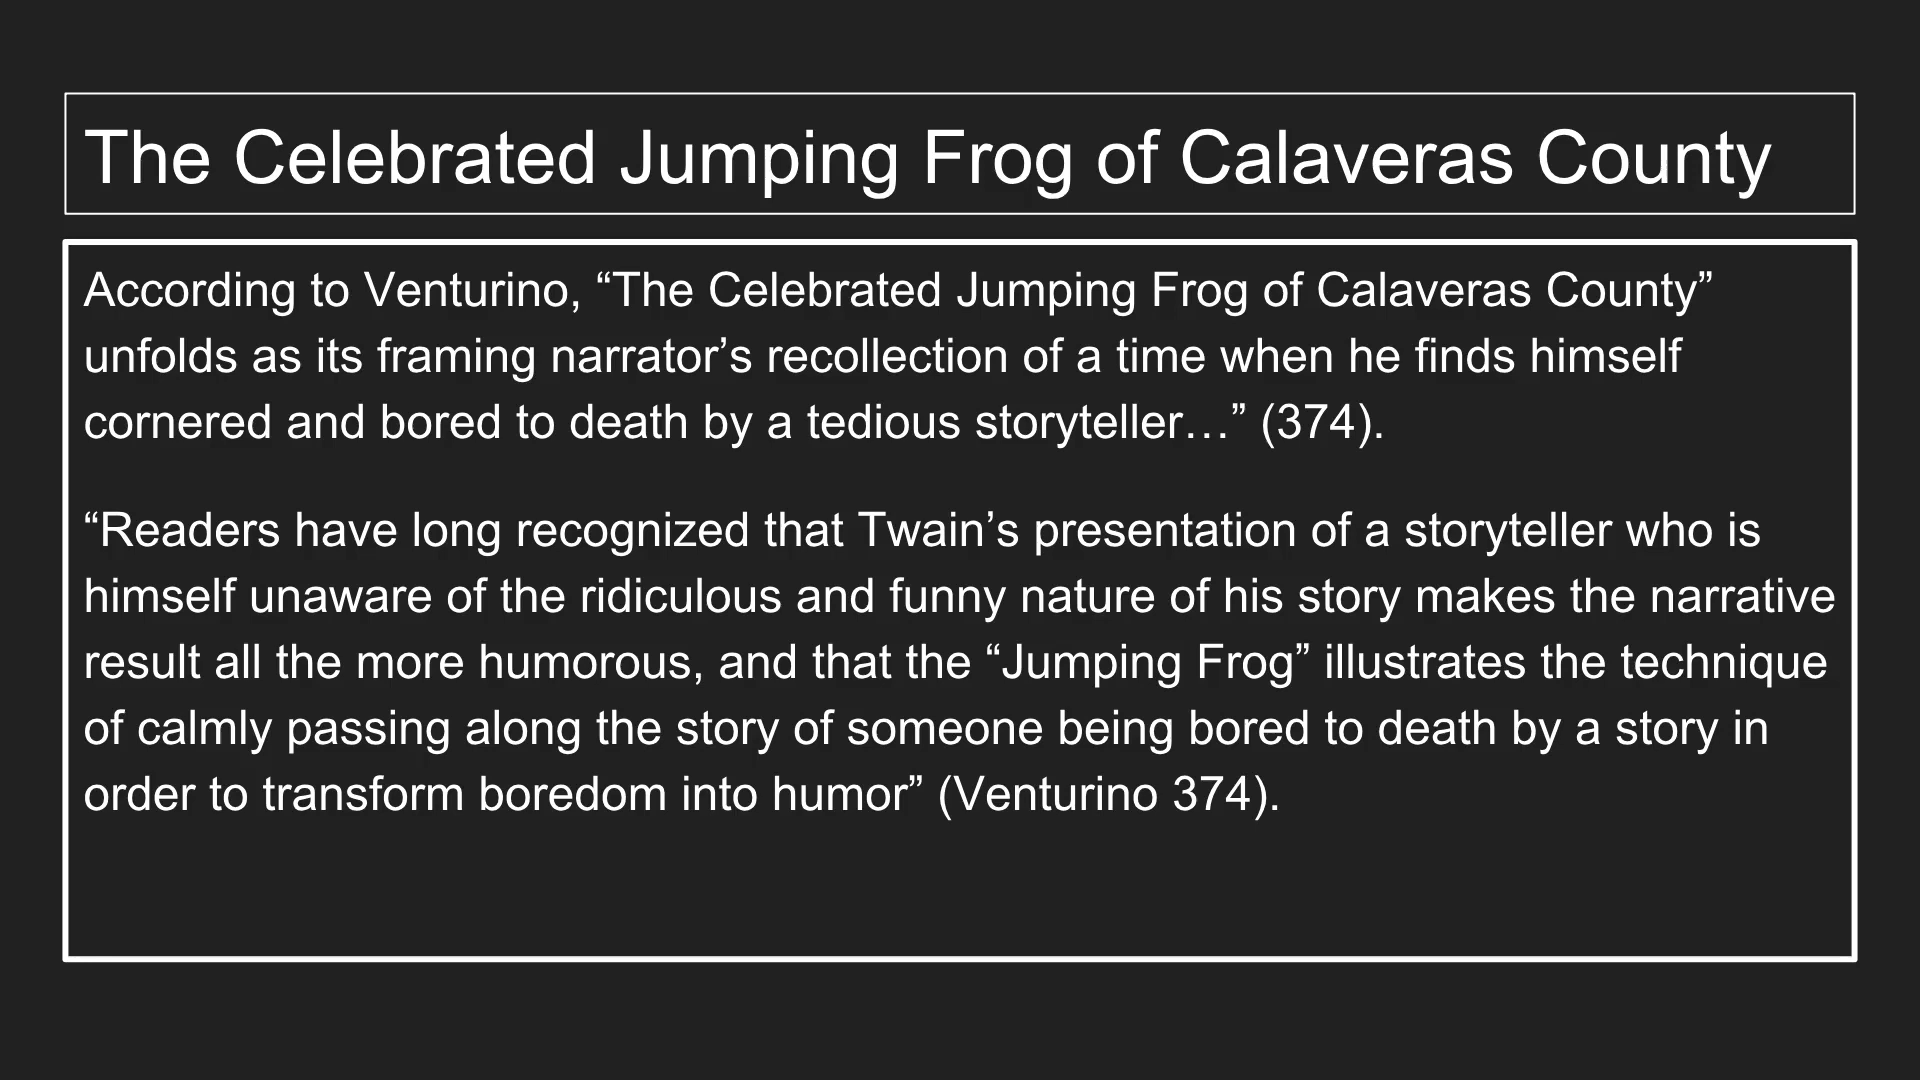 The Celebrated Jumping Frog of Calaveras County
According to Venturino, “The Celebrated Jumping Frog of Calaveras County”
unfolds as its framing narrator’s recollection of a time when he finds himself
cornered and bored to death by a tedious storyteller…” (374).
“Readers have long recognized that Twain’s presentation of a storyteller who is
himself unaware of the ridiculous and funny nature of his story makes the narrative
result all the more humorous, and that the “Jumping Frog” illustrates the technique
of calmly passing along the story of someone being bored to death by a story in
order to transform boredom into humor” (Venturino 374).